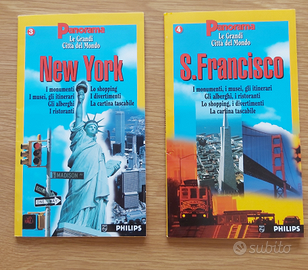 3
Panorama
Le Grandi
Città del Mondo
New York
I monumenti
I musei, gli itinerari
Gli alberghi
I ristoranti
Lo shopping
I divertimenti
La cartina tascabile
MADISON
PHILIPS
4
Panorama
Le Grandi
Città del Mondo
S.Francisco
I monumenti, i musei, gli itinerari
Gli alberghi, i ristoranti
Lo shopping, i divertimenti
La cartina tascabile
PHILIPS
subito